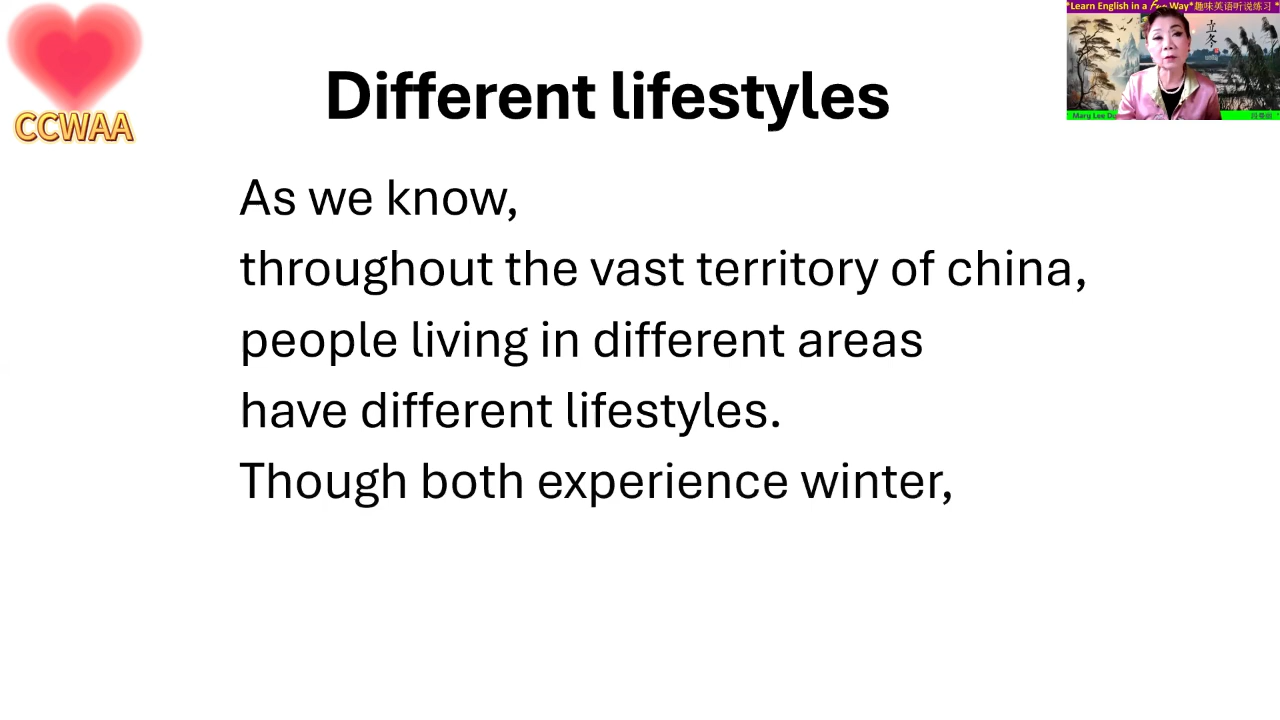 *Learn English in a Fun Way*趣味英语听说练习 *
立冬
CCWAA
Different lifestyles
As we know,
throughout the vast territory of china,
people living in different areas
have different lifestyles.
Though both experience winter,
* Mary Lee